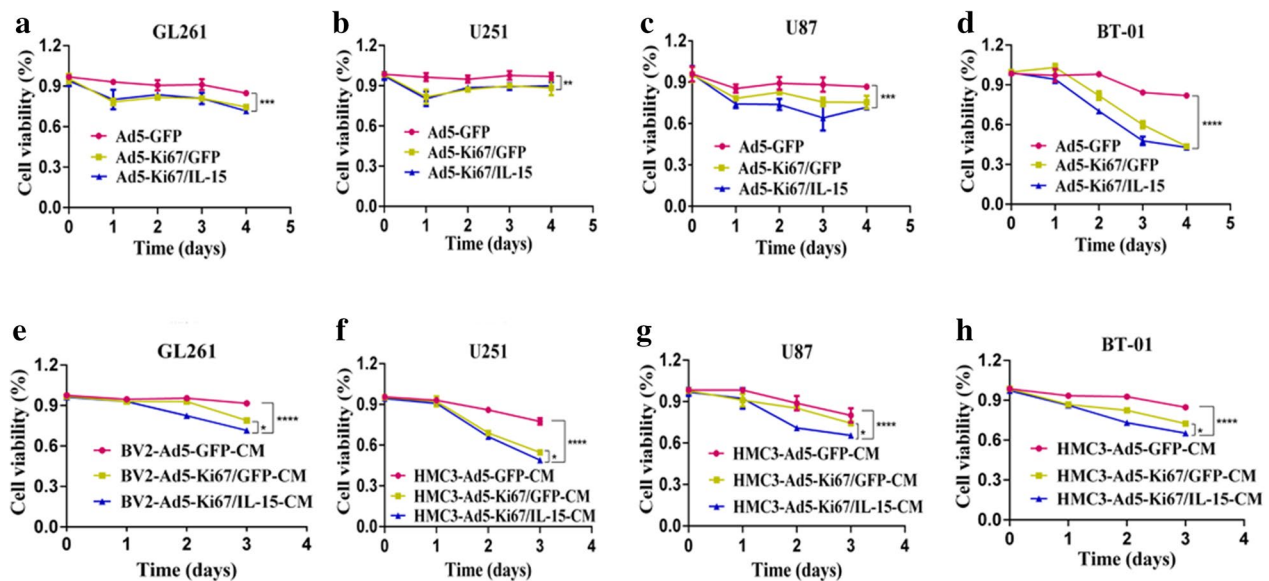 a
GL261
Cell viability (%)
1.2
0.9
0.6
0.3
0.0
Ad5-GFP
Ad5-Ki67/GFP
Ad5-Ki67/IL-15
***
0 1 2 3 4 5
Time (days)
b
U251
Cell viability (%)
1.2
0.9
0.6
0.3
0.0
Ad5-GFP
Ad5-Ki67/GFP
Ad5-Ki67/IL-15
**
0 1 2 3 4 5
Time (days)
c
U87
Cell viability (%)
1.2
0.9
0.6
0.3
0.0
Ad5-GFP
Ad5-Ki67/GFP
Ad5-Ki67/IL-15
***
0 1 2 3 4 5
Time (days)
d
BT-01
Cell viability (%)
1.2
0.9
0.6
0.3
0.0
Ad5-GFP
Ad5-Ki67/GFP
Ad5-Ki67/IL-15
****
0 1 2 3 4 5
Time (days)
e
GL261
Cell viability (%)
1.2
0.9
0.6
0.3
0.0
BV2-Ad5-GFP-CM
BV2-Ad5-Ki67/GFP-CM
BV2-Ad5-Ki67/IL-15-CM
****
*
0 1 2 3 4
Time (days)
f
U251
Cell viability (%)
1.2
0.9
0.6
0.3
0.0
HMC3-Ad5-GFP-CM
HMC3-Ad5-Ki67/GFP-CM
HMC3-Ad5-Ki67/IL-15-CM
****
*
0 1 2 3 4
Time (days)
g
U87
Cell viability (%)
1.2
0.9
0.6
0.3
0.0
HMC3-Ad5-GFP-CM
HMC3-Ad5-Ki67/GFP-CM
HMC3-Ad5-Ki67/IL-15-CM
****
*
0 1 2 3 4
Time (days)
h
BT-01
Cell viability (%)
1.2
0.9
0.6
0.3
0.0
HMC3-Ad5-GFP-CM
HMC3-Ad5-Ki67/GFP-CM
HMC3-Ad5-Ki67/IL-15-CM
****
*
0 1 2 3 4
Time (days)